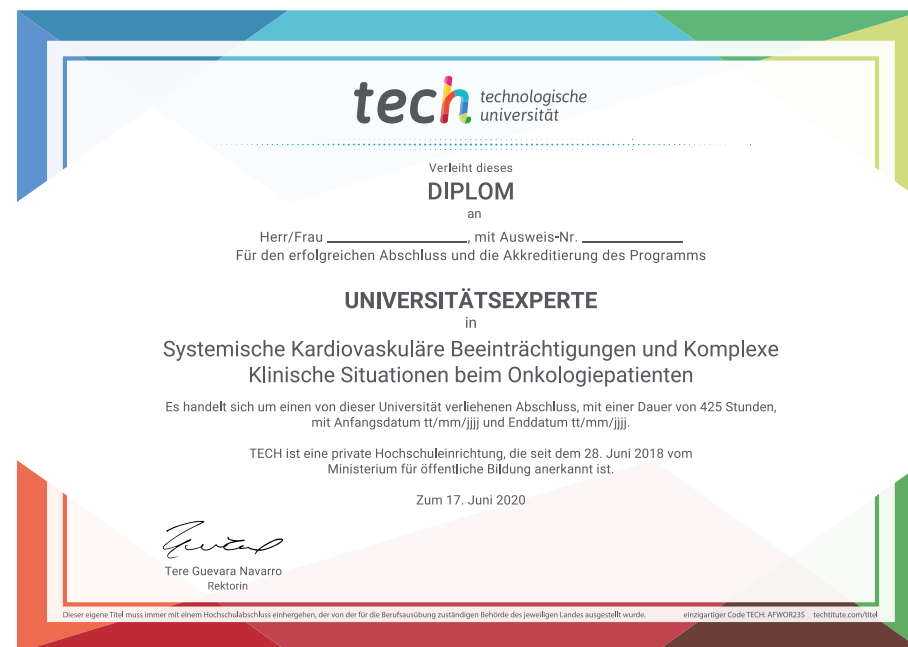 tech technologische
universität
Verleiht dieses
DIPLOM
an
Herr/Frau ____________________, mit Ausweis-Nr. ______________
Für den erfolgreichen Abschluss und die Akkreditierung des Programms
UNIVERSITÄTSEXPERTE
in
Systemische Kardiovaskuläre Beeinträchtigungen und Komplexe
Klinische Situationen beim Onkologiepatienten
Es handelt sich um einen von dieser Universität verliehenen Abschluss, mit einer Dauer von 425 Stunden,
mit Anfangsdatum tt/mm/jjjj und Enddatum tt/mm/jjjj.
TECH ist eine private Hochschuleinrichtung, die seit dem 28. Juni 2018 vom
Ministerium für öffentliche Bildung anerkannt ist.
Zum 17. Juni 2020
Tere Guevara Navarro
Rektorin
Dieser eigene Titel muss immer mit einem Hochschulabschluss einhergehen, der von der für die Berufsausübung zuständigen Behörde des jeweiligen Landes ausgestellt wurde. einzigartiger Code TECH: AFWOR23S techtitute.com/titel